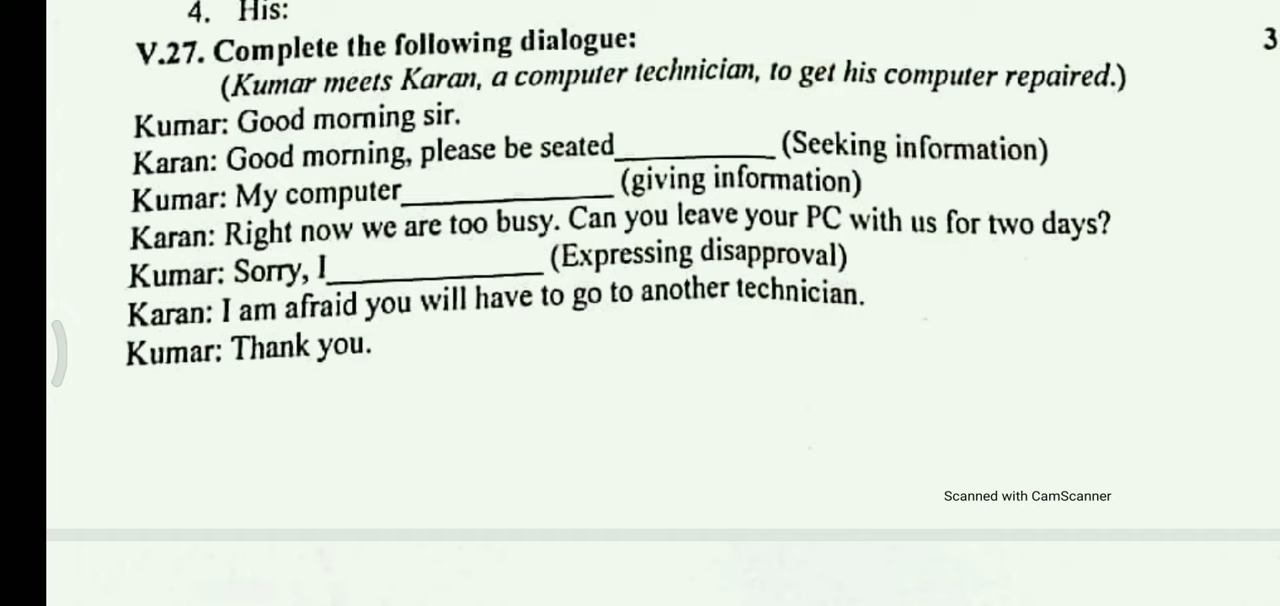 4. His:
V.27. Complete the following dialogue:
3
(Kumar meets Karan, a computer technician, to get his computer repaired.)
Kumar: Good morning sir.
Karan: Good morning, please be seated__________ (Seeking information)
Kumar: My computer_____________ (giving information)
Karan: Right now we are too busy. Can you leave your PC with us for two days?
Kumar: Sorry, I_____________ (Expressing disapproval)
Karan: I am afraid you will have to go to another technician.
Kumar: Thank you.
Scanned with CamScanner